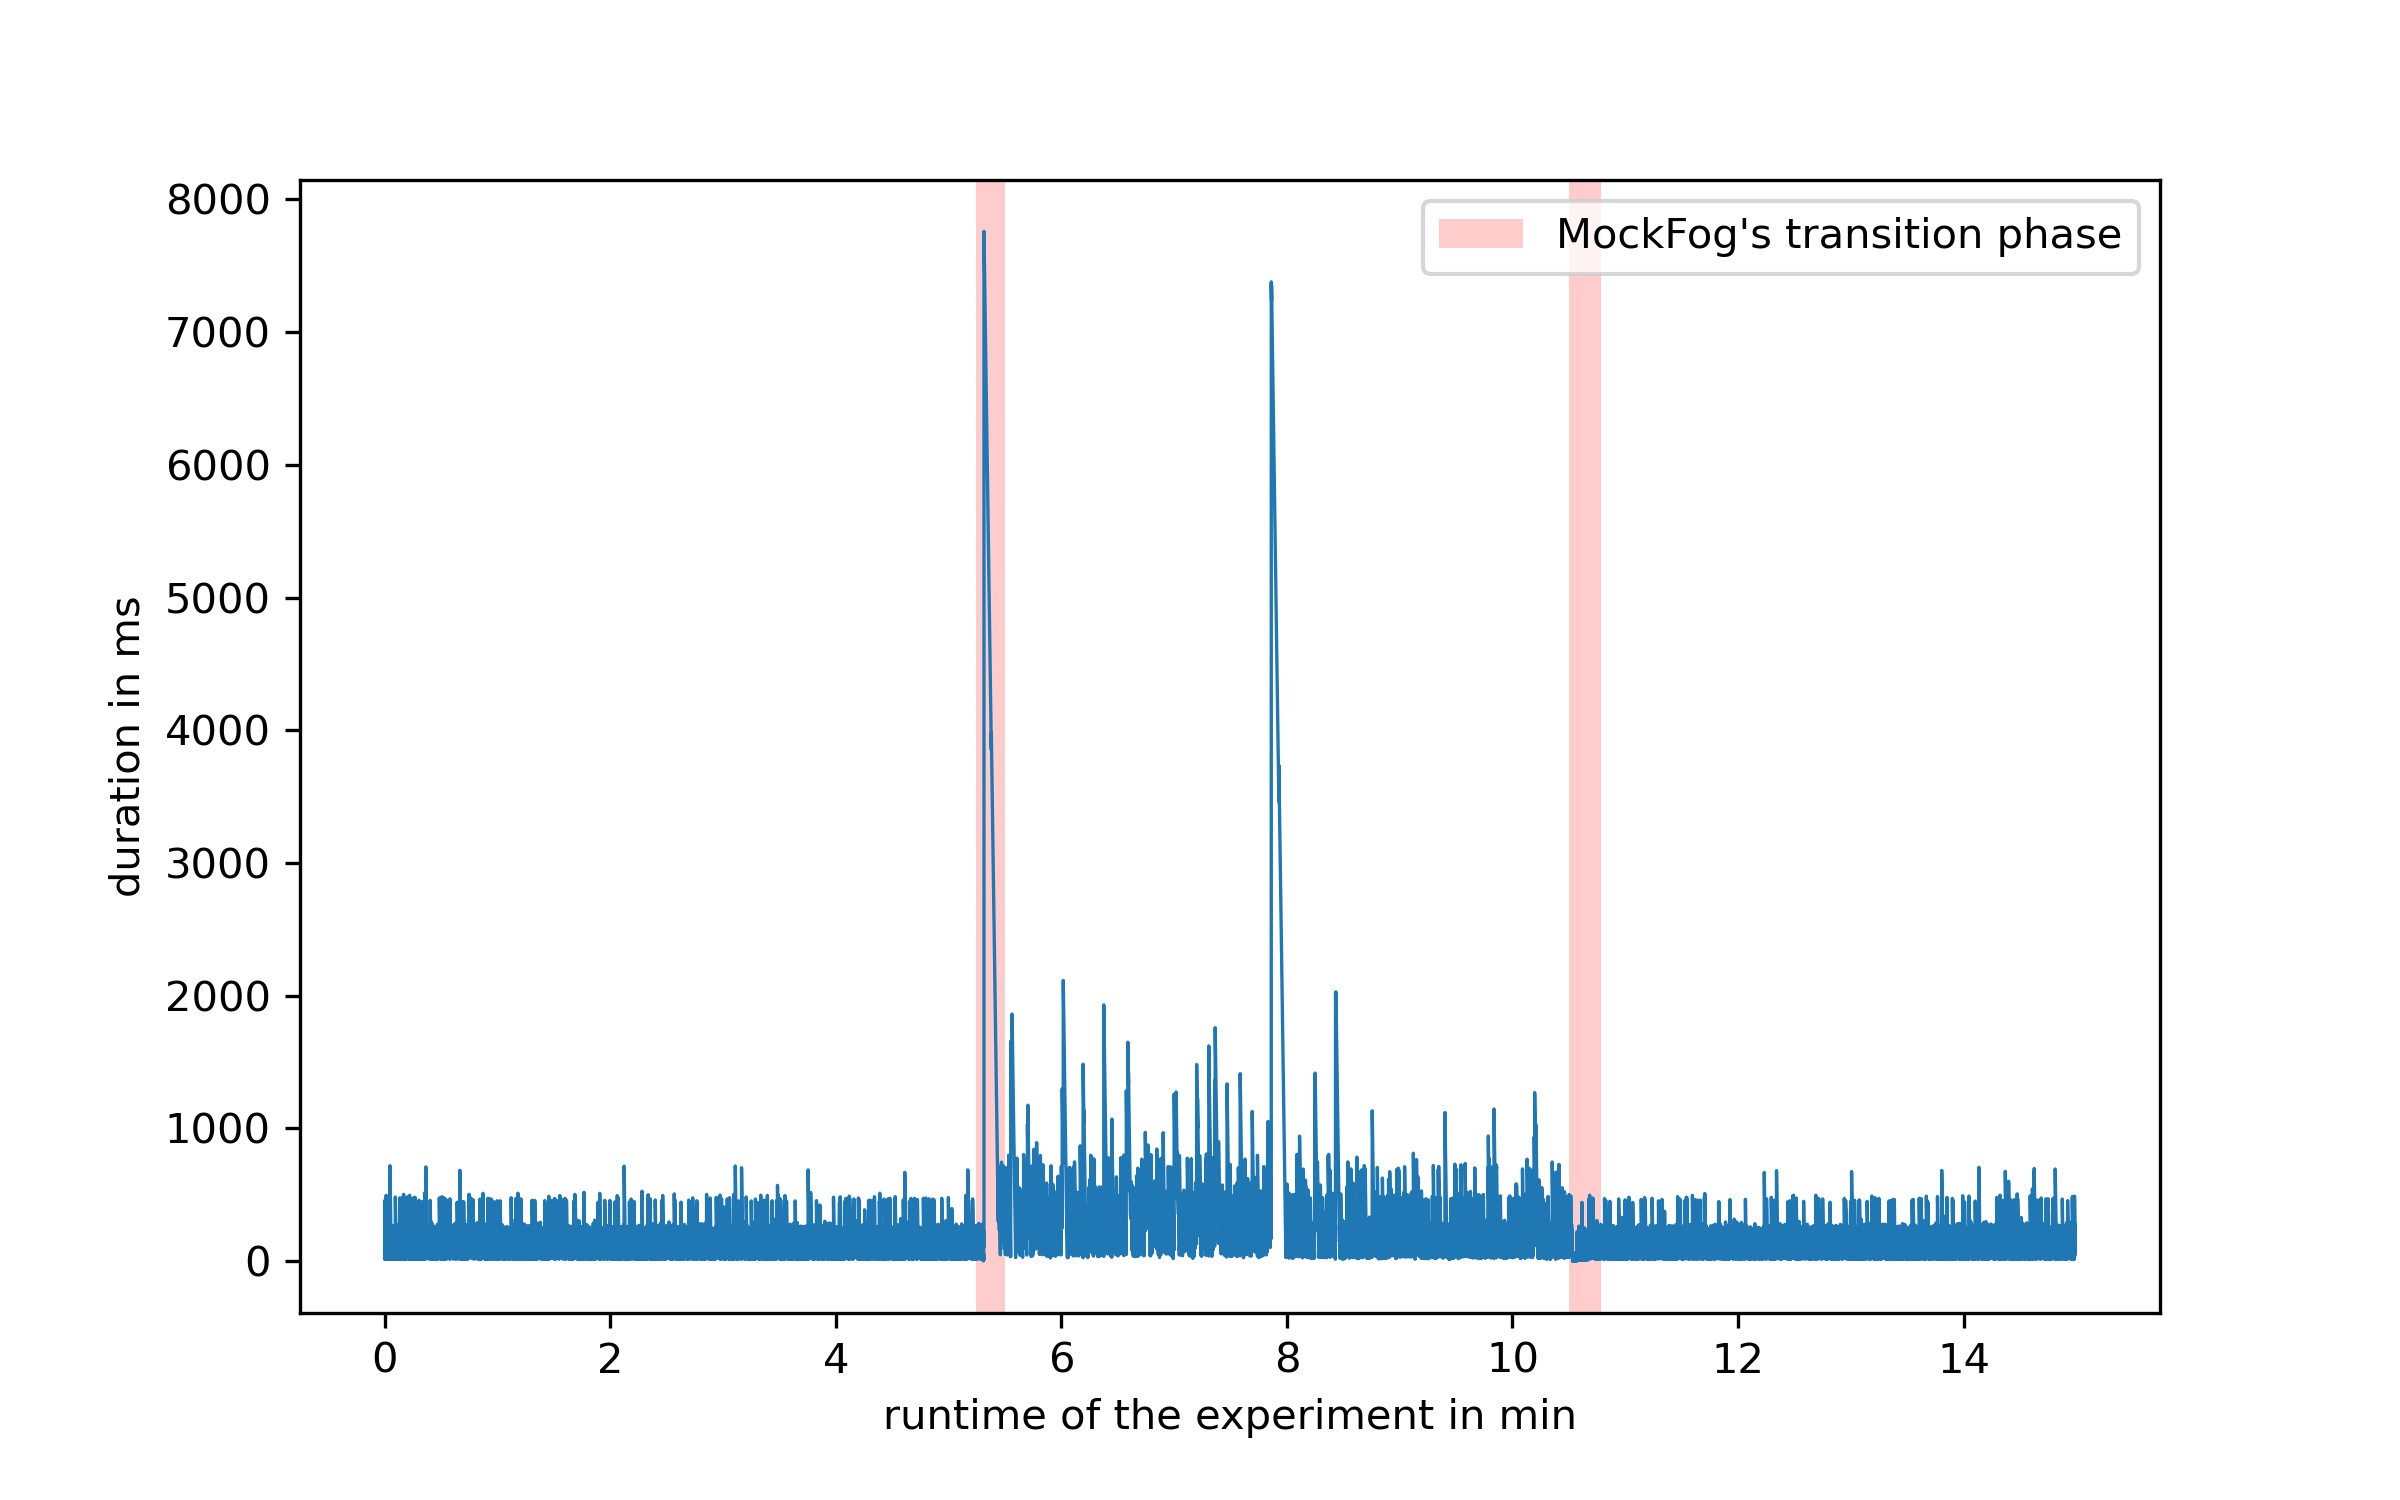 MockFog's transition phase
8000
7000
6000
5000
4000
3000
2000
1000
0
duration in ms
0 2 4 6 8 10 12 14
runtime of the experiment in min